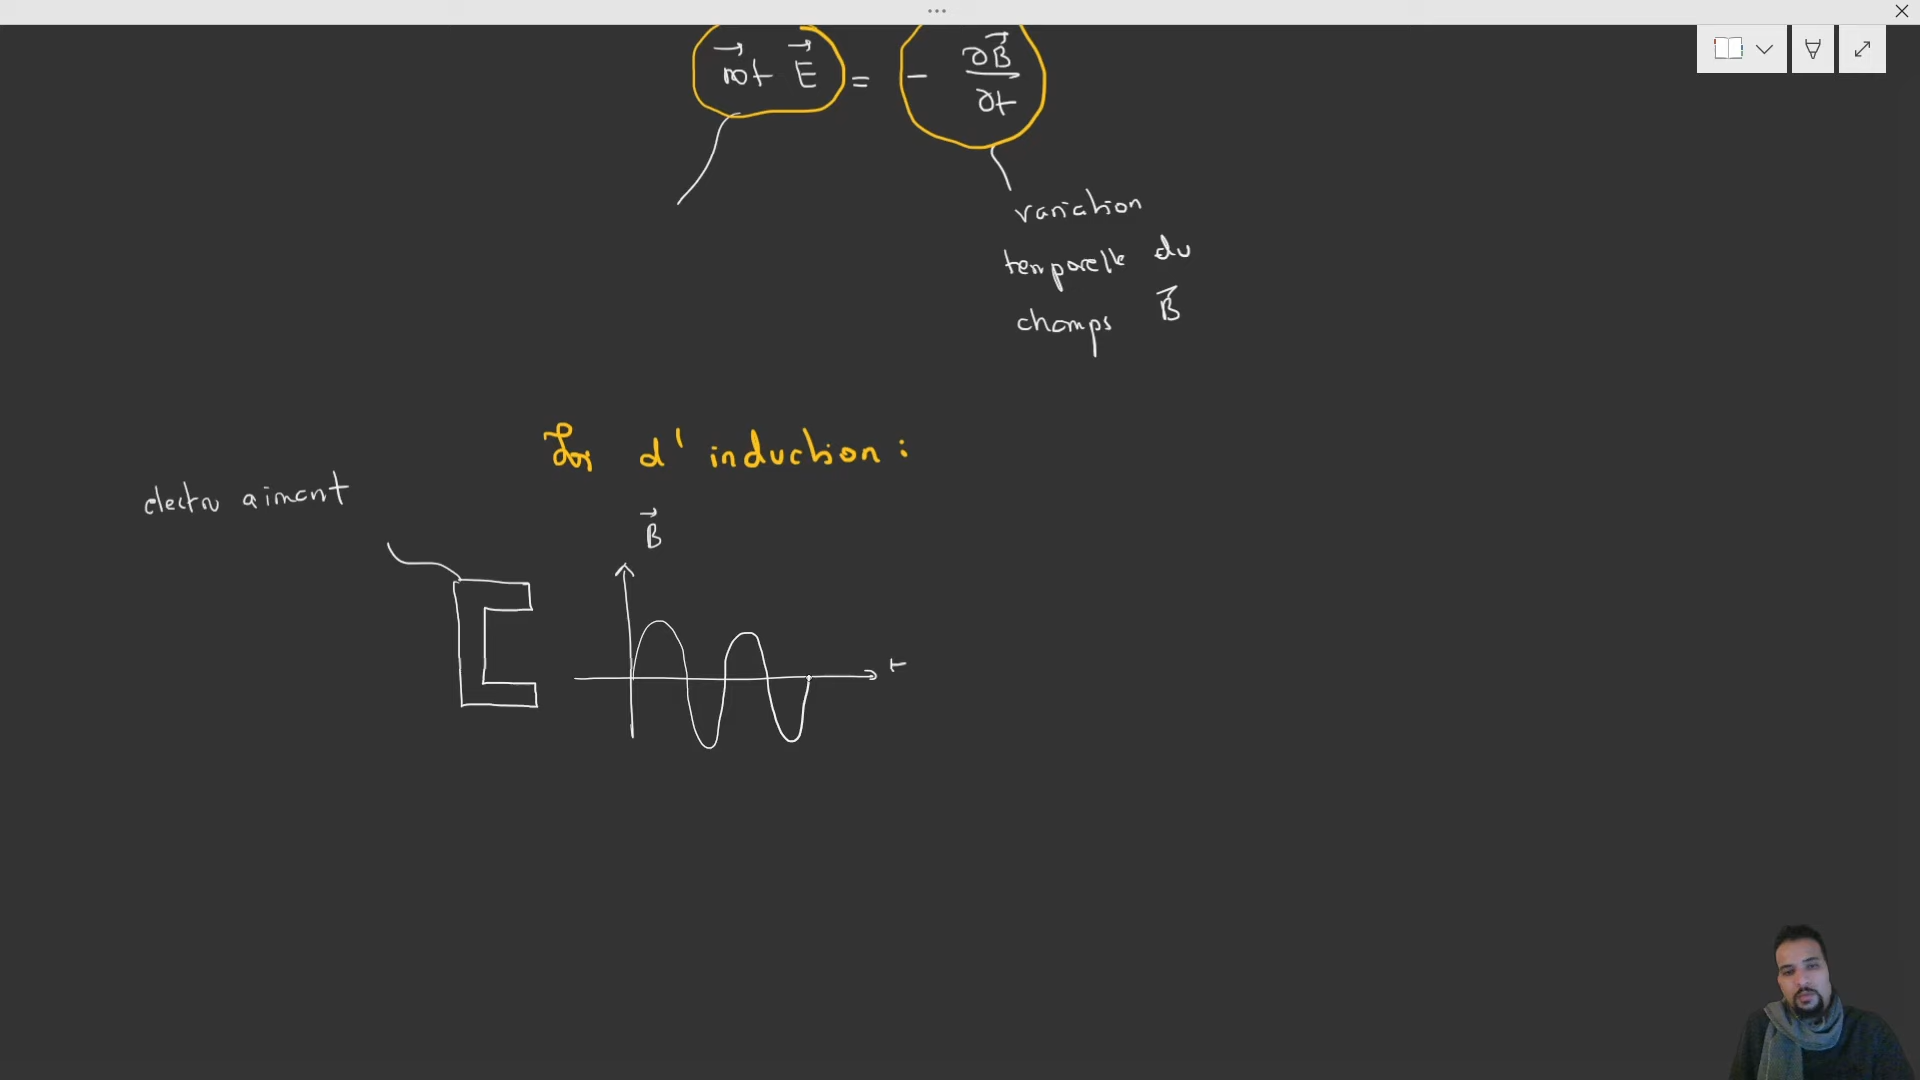 rot E = - ∂B/∂t
variation
temporelle du
champs B
Loi d'induction :
electro aimant
B
t